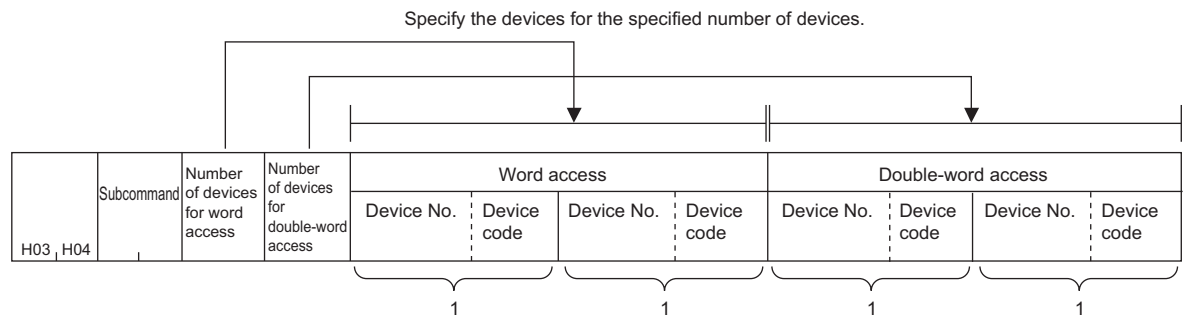 Specify the devices for the specified number of devices.
H03 H04
Subcommand
Number
of devices
for word
access
Number
of devices
for
double-word
access
Word access
Double-word access
Device No.
Device
code
Device No.
Device
code
Device No.
Device
code
Device No.
Device
code
1
1
1
1